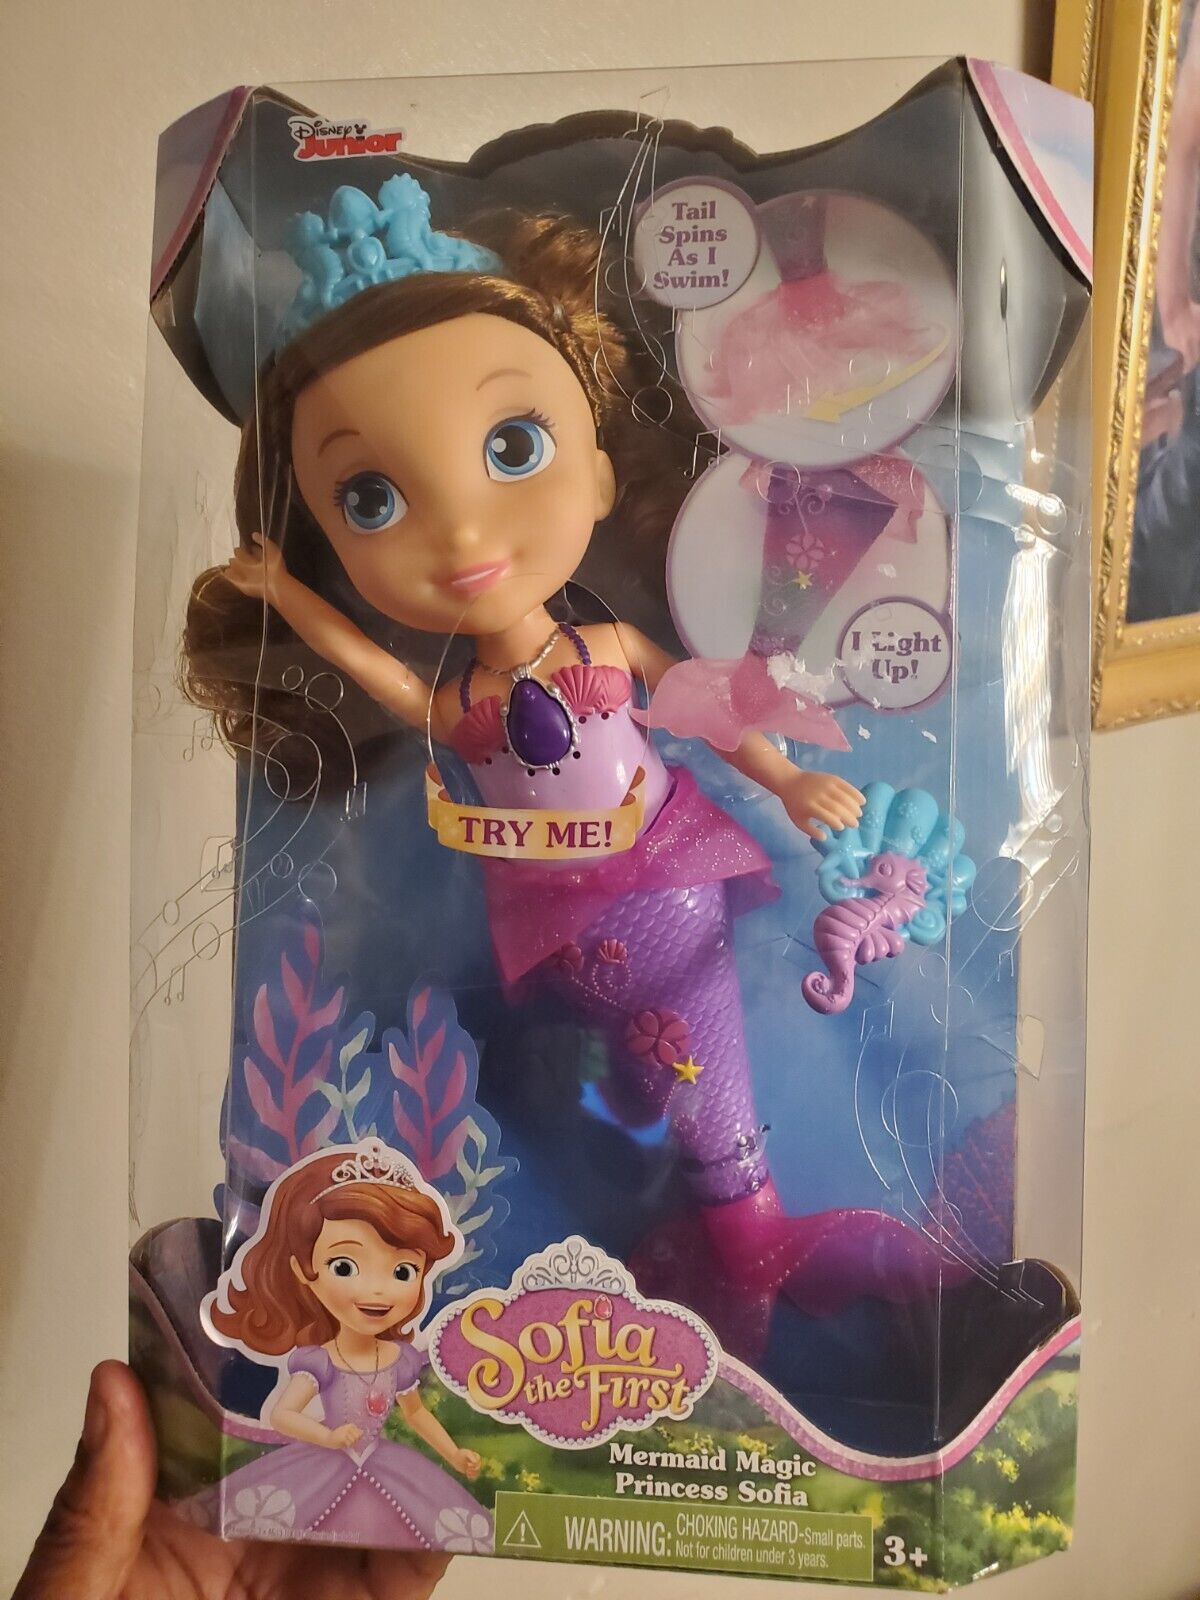 Disney
Junior
Tail
Spins
As I
Swim!
I Light
Up!
TRY ME!
Sofia
the First
Mermaid Magic
Princess Sofia
WARNING: CHOKING HAZARD-Small parts.
Not for children under 3 years.
3+